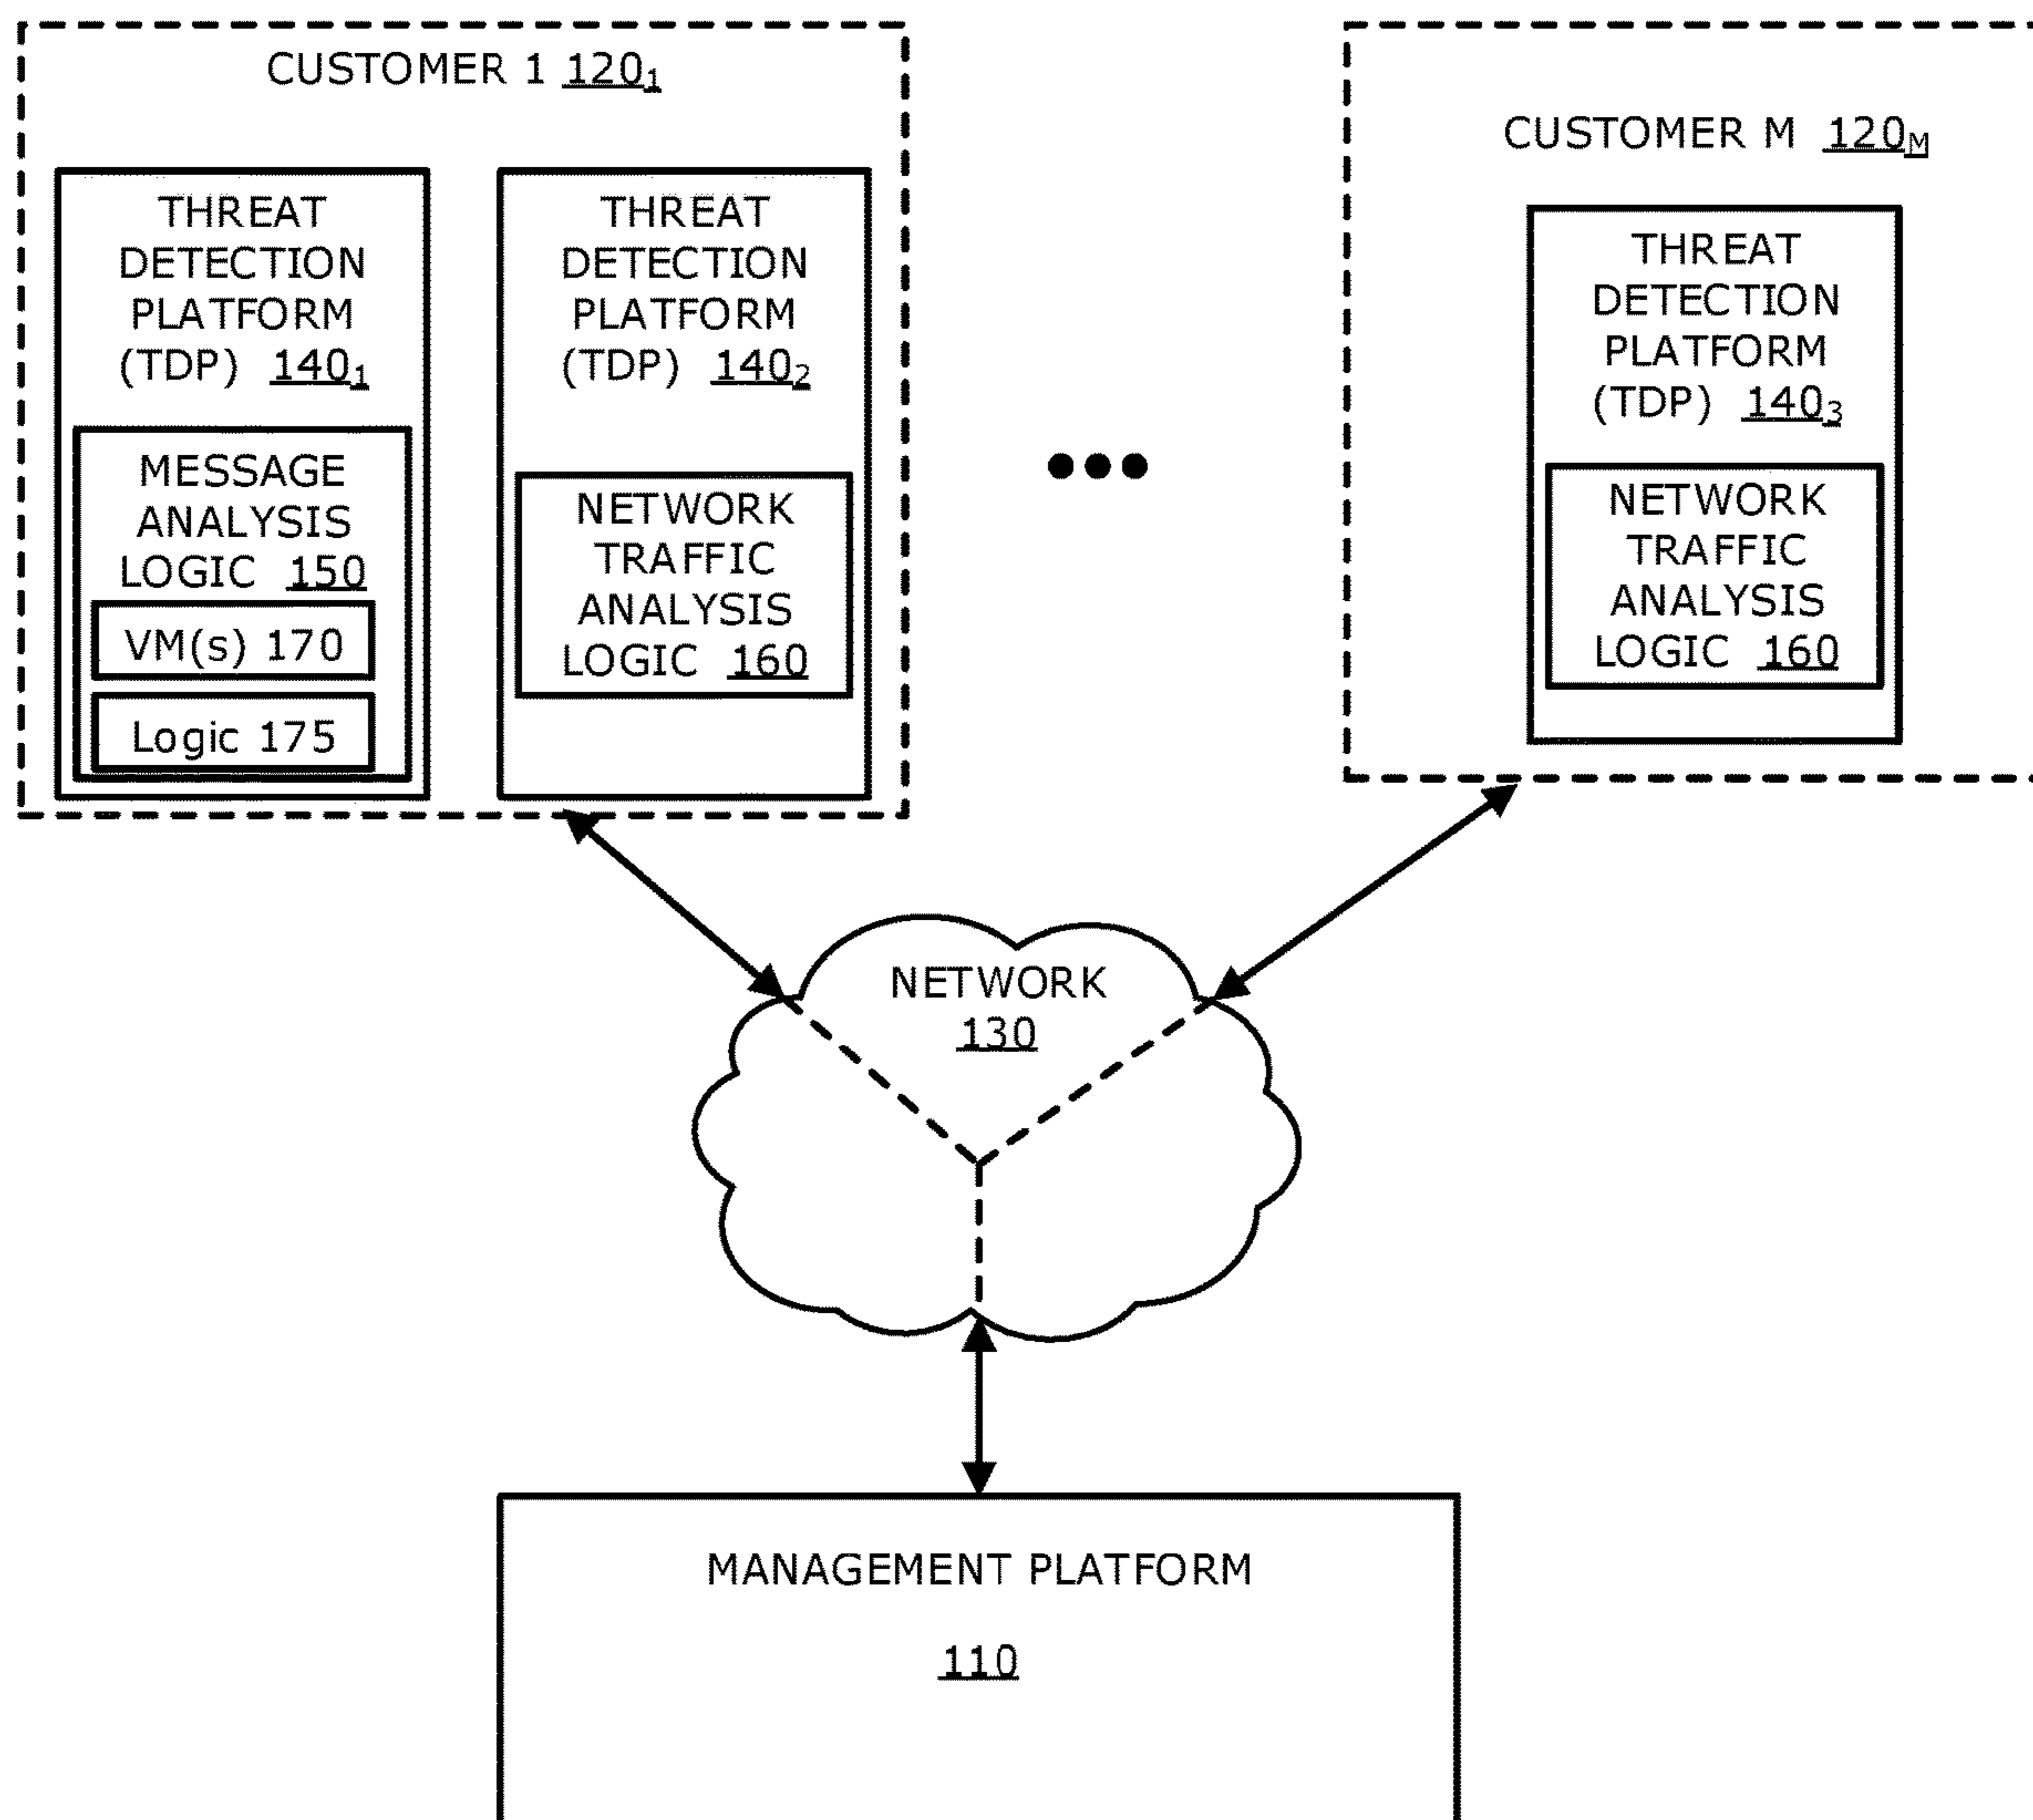 CUSTOMER 1 120₁
THREAT
DETECTION
PLATFORM
(TDP) 140₁
MESSAGE
ANALYSIS
LOGIC 150
VM(s) 170
Logic 175
THREAT
DETECTION
PLATFORM
(TDP) 140₂
NETWORK
TRAFFIC
ANALYSIS
LOGIC 160
CUSTOMER M 120M
THREAT
DETECTION
PLATFORM
(TDP) 140₃
NETWORK
TRAFFIC
ANALYSIS
LOGIC 160
NETWORK
130
MANAGEMENT PLATFORM
110